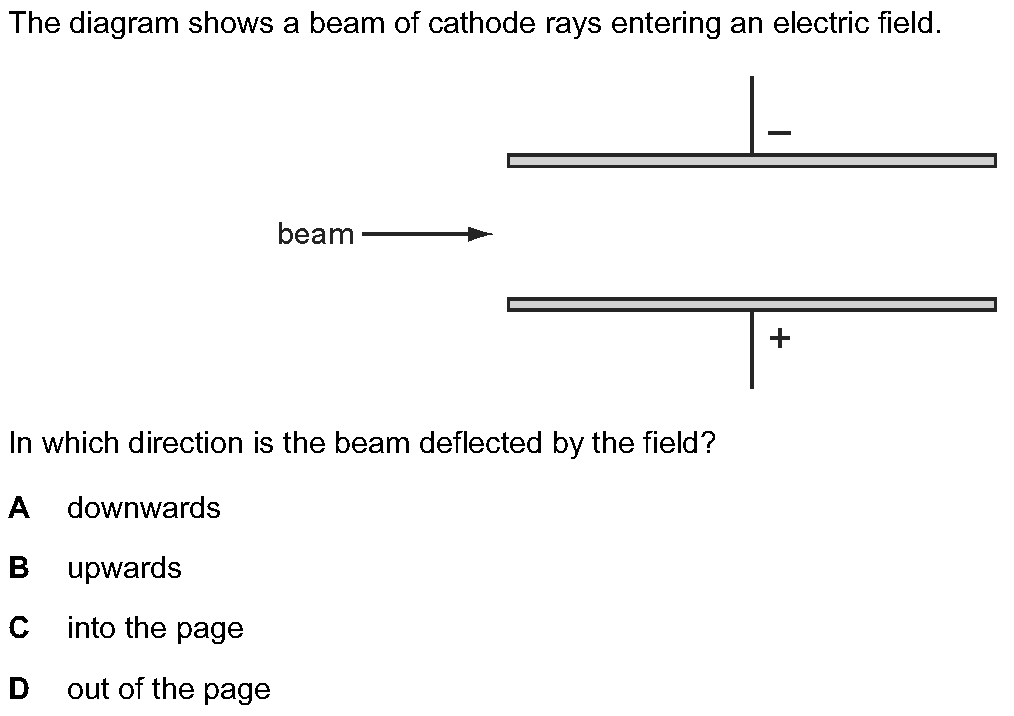 The diagram shows a beam of cathode rays entering an electric field.
–
beam
+
In which direction is the beam deflected by the field?
A downwards
B upwards
C into the page
D out of the page